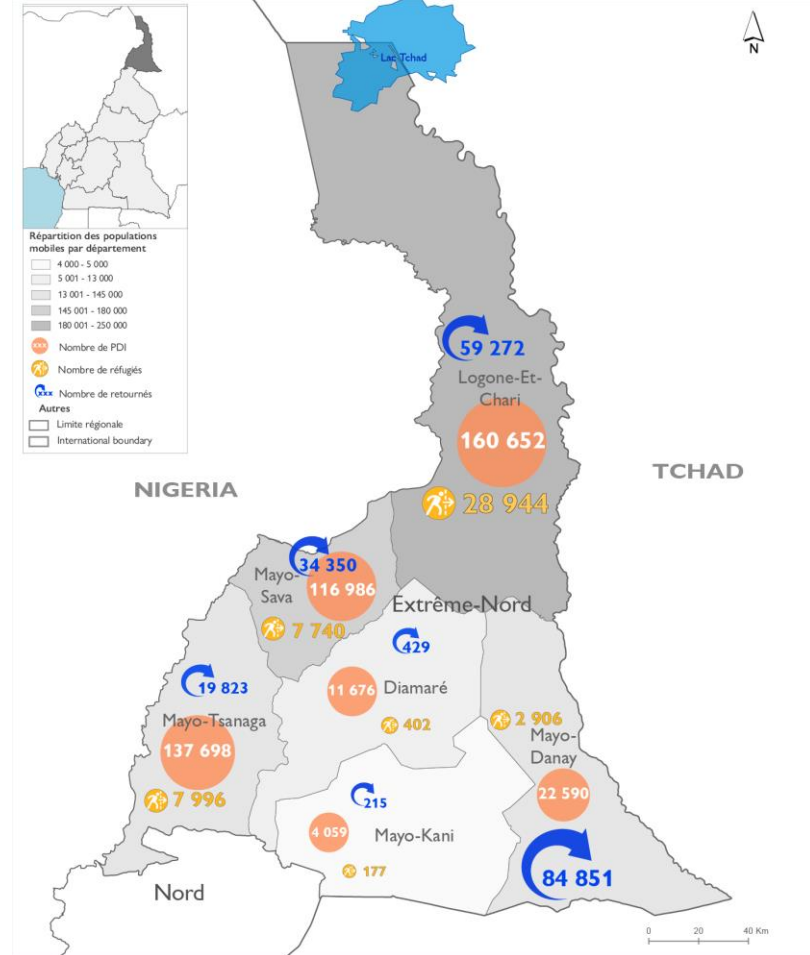 Lac Tchad
N
Répartition des populations
mobiles par département
4 000 - 5 000
5 001 - 13 000
13 001 - 145 000
145 001 - 180 000
180 001 - 250 000
xxx Nombre de PDI
Nombre de réfugiés
xxx Nombre de retournés
Autres
Limite régionale
International boundary
59 272
Logone-Et-
Chari
160 652
28 944
TCHAD
NIGERIA
34 350
Mayo-
Sava
116 986
7 740
Extrême-Nord
429
11 676
Diamaré
402
19 823
Mayo-Tsanaga
137 698
7 996
2 906
Mayo-
Danay
22 590
84 851
215
4 059
Mayo-Kani
177
Nord
0 20 40 Km